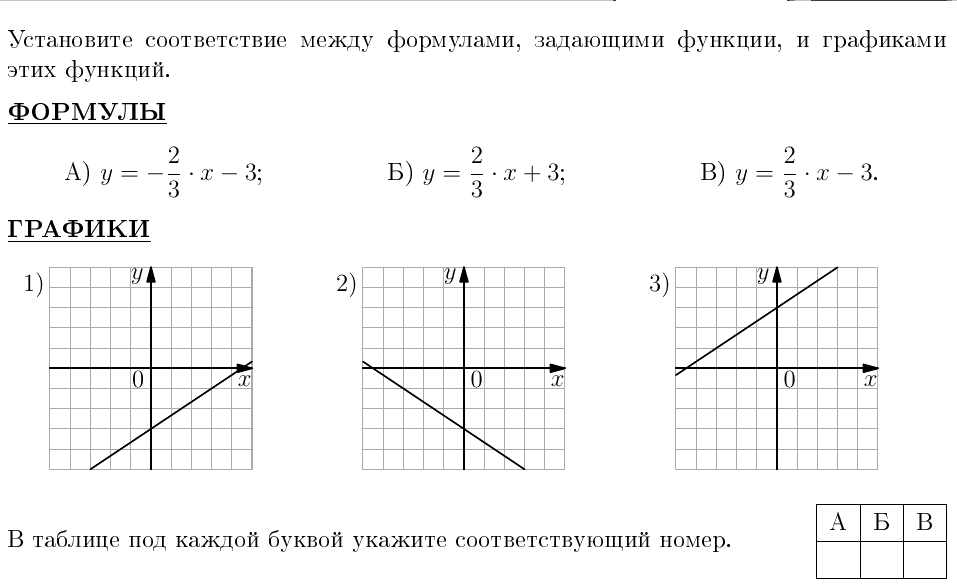 Установите соответствие между формулами, задающими функции, и графиками
этих функций.
ФОРМУЛЫ
А) y = −2/3 · x − 3; Б) y = 2/3 · x + 3; В) y = 2/3 · x − 3.
ГРАФИКИ
1) y 0 x 2) y 0 x 3) y 0 x
А Б В
В таблице под каждой буквой укажите соответствующий номер.